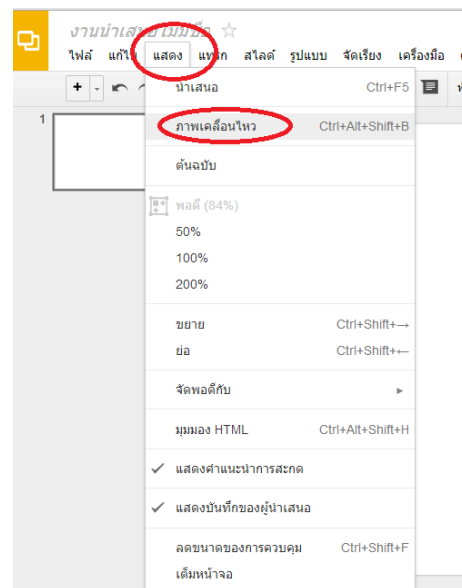 งานนำเสนอไม่มีชื่อ
ไฟล์ แก้ไข แสดง แทรก สไลด์ รูปแบบ จัดเรียง เครื่องมือ
นำเสนอ Ctrl+F5
1
ภาพเคลื่อนไหว Ctrl+Alt+Shift+B
ต้นฉบับ
พอดี (84%)
50%
100%
200%
ขยาย Ctrl+Shift+→
ย่อ Ctrl+Shift+←
จัดพอดีกับ
มุมมอง HTML Ctrl+Alt+Shift+H
แสดงคำแนะนำการสะกด
แสดงบันทึกของผู้นำเสนอ
ลดขนาดของการควบคุม Ctrl+Shift+F
เต็มหน้าจอ